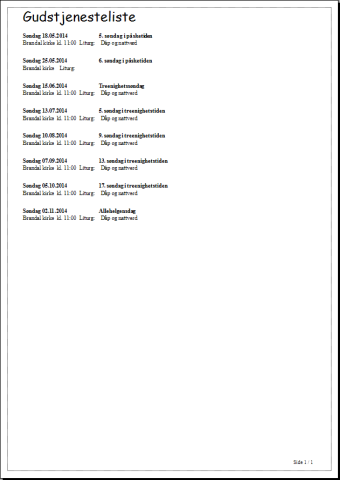 Gudstjenesteliste
Søndag 18.05.2014 5. søndag i påsketiden
Brandal kirke kl. 11:00 Liturg: Dåp og nattverd
Søndag 25.05.2014 6. søndag i påsketiden
Brandal kirke Liturg:
Søndag 15.06.2014 Treenighetssøndag
Brandal kirke kl. 11:00 Liturg: Dåp og nattverd
Søndag 13.07.2014 5. søndag i treenighetstiden
Brandal kirke kl. 11:00 Liturg: Dåp og nattverd
Søndag 10.08.2014 9. søndag i treenighetstiden
Brandal kirke kl. 11:00 Liturg: Dåp og nattverd
Søndag 07.09.2014 13. søndag i treenighetstiden
Brandal kirke kl. 11:00 Liturg: Dåp og nattverd
Søndag 05.10.2014 17. søndag i treenighetstiden
Brandal kirke kl. 11:00 Liturg: Dåp og nattverd
Søndag 02.11.2014 Allehelgensdag
Brandal kirke kl. 11:00 Liturg: Dåp og nattverd
Side 1 / 1